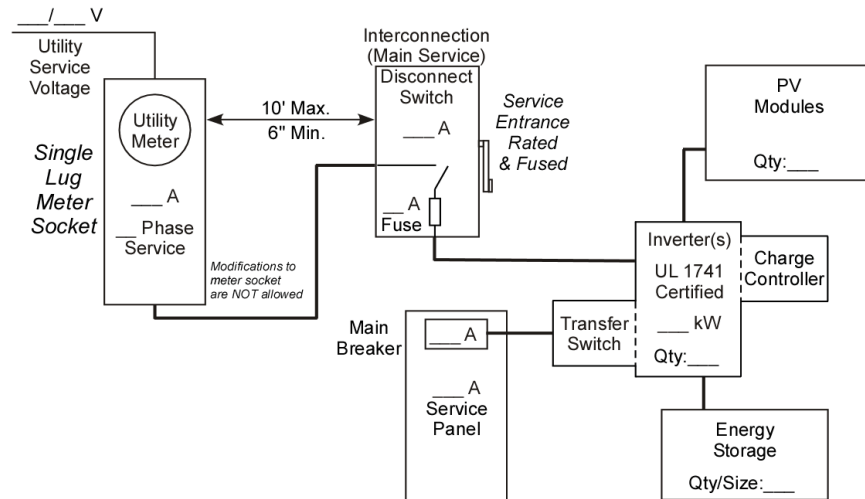 ___/___ V
Utility
Service
Voltage
Utility
Meter
Single
Lug
Meter
Socket
___ A
__ Phase
Service
10' Max.
6" Min.
Modifications to
meter socket
are NOT allowed
Interconnection
(Main Service)
Disconnect
Switch
___ A
__ A
Fuse
Service
Entrance
Rated
& Fused
PV
Modules
Qty:___
Inverter(s)
UL 1741
Certified
___ kW
Qty:___
Charge
Controller
Transfer
Switch
Main
Breaker
___ A
___ A
Service
Panel
Energy
Storage
Qty/Size:___